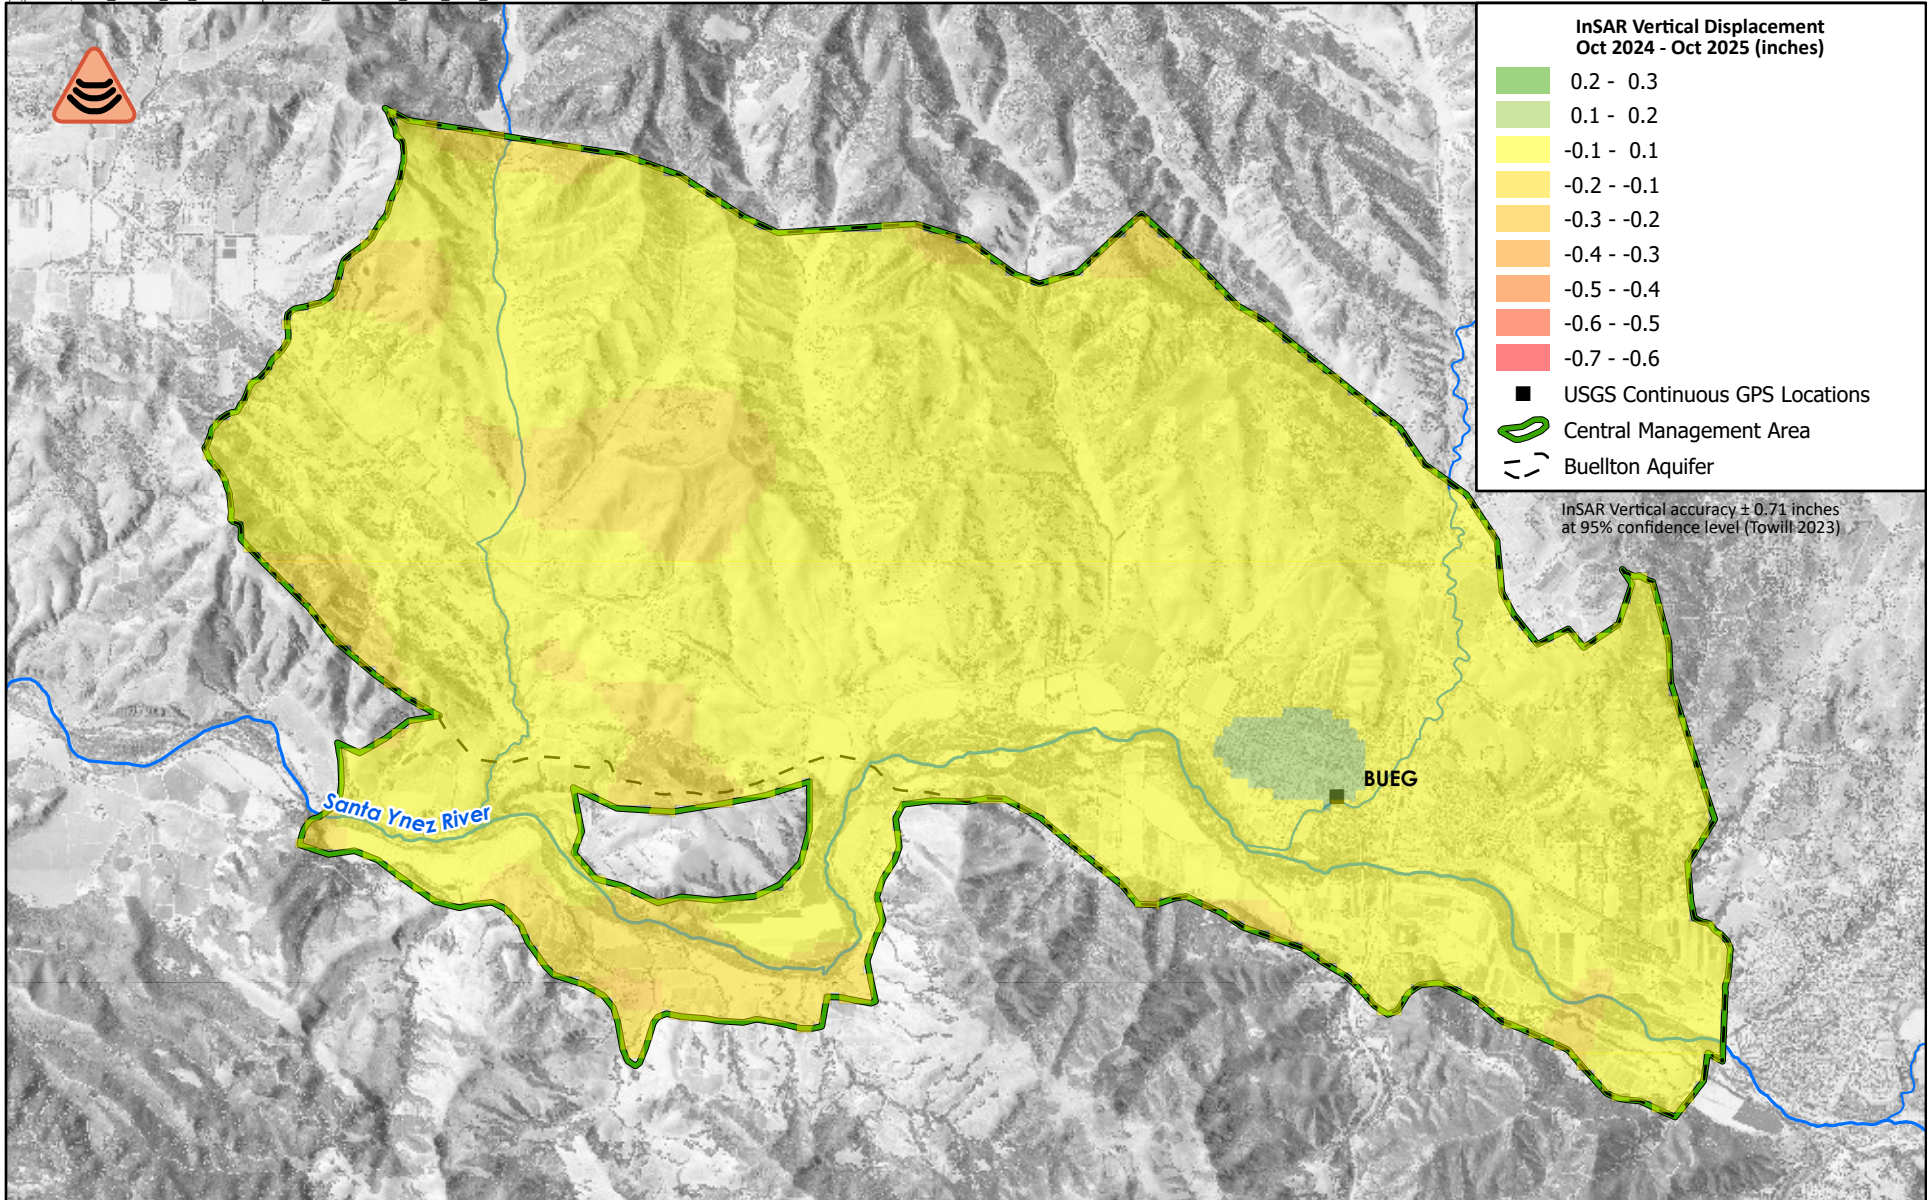 InSAR Vertical Displacement
Oct 2024 - Oct 2025 (inches)
0.2 - 0.3
0.1 - 0.2
-0.1 - 0.1
-0.2 - -0.1
-0.3 - -0.2
-0.4 - -0.3
-0.5 - -0.4
-0.6 - -0.5
-0.7 - -0.6
USGS Continuous GPS Locations
Central Management Area
Buellton Aquifer
InSAR Vertical accuracy ± 0.71 inches
at 95% confidence level (Towill 2023)
BUEG
Santa Ynez River